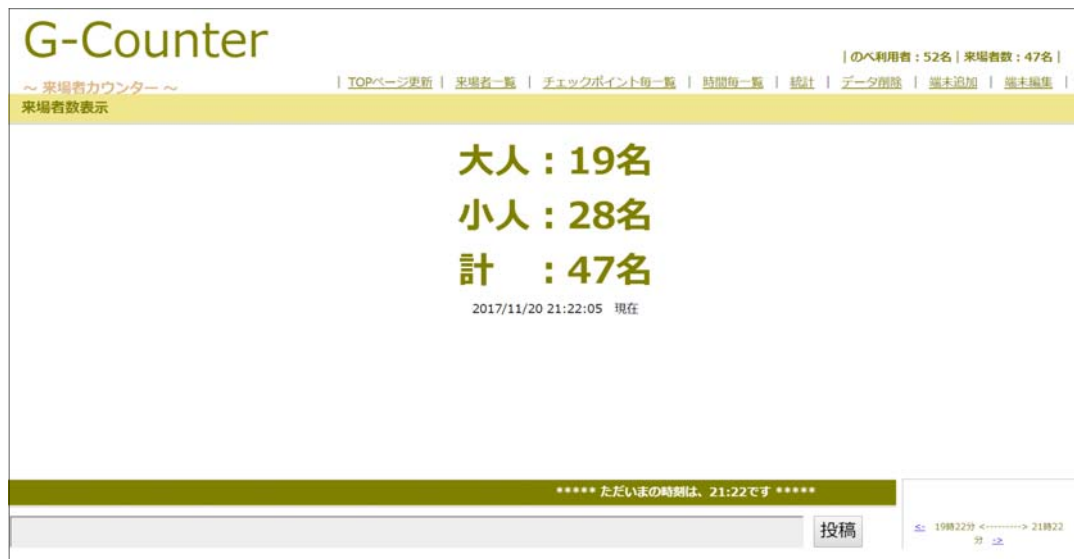 G-Counter
| のべ利用者：52名 | 来場者数：47名 |
～ 来場者カウンター ～
| TOPページ更新 | 来場者一覧 | チェックポイント毎一覧 | 時間毎一覧 | 統計 | データ削除 | 端末追加 | 端末編集 |
来場者数表示
大人：19名
小人：28名
計　：47名
2017/11/20 21:22:05　現在
***** ただいまの時刻は、21:22です *****
投稿
<- 19時22分 <---------> 21時22
分 ->